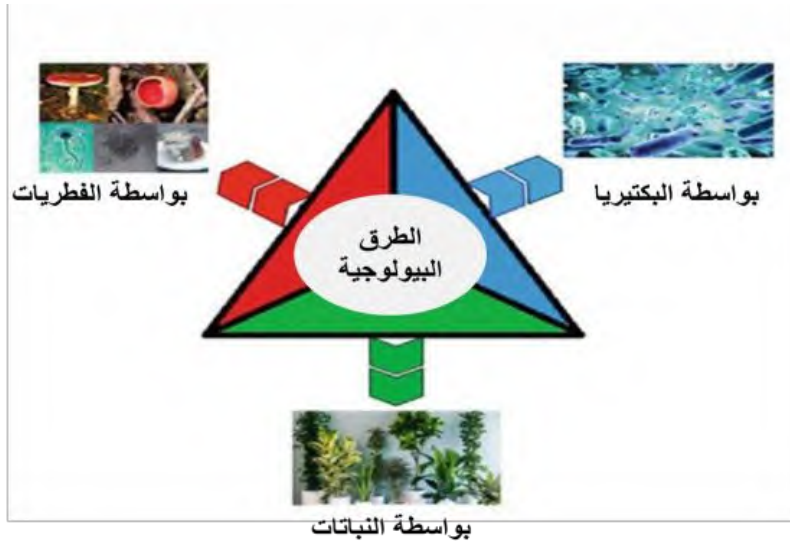 بواسطة البكتيريا
بواسطة الفطريات
الطرق
البيولوجية
بواسطة النباتات